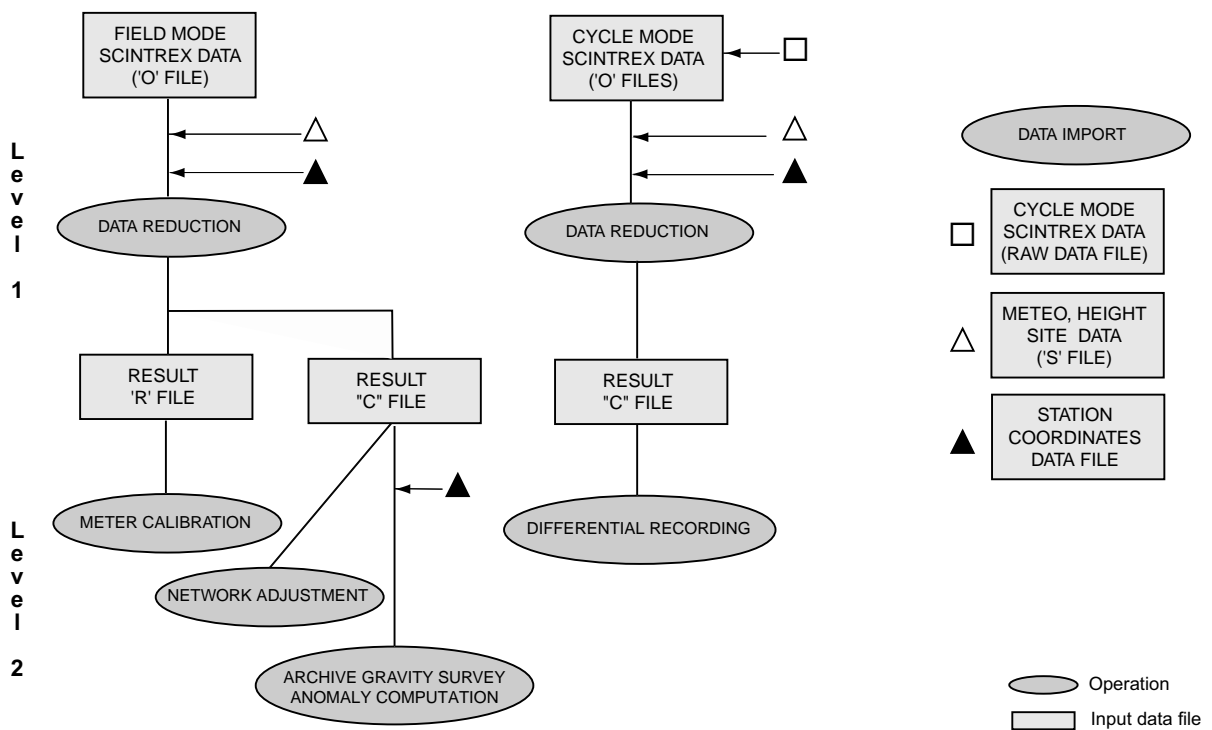 FIELD MODE
SCINTREX DATA
('O' FILE)
CYCLE MODE
SCINTREX DATA
('O' FILES)
Level 1
DATA REDUCTION
DATA REDUCTION
RESULT
'R' FILE
RESULT
"C" FILE
RESULT
"C" FILE
Level 2
METER CALIBRATION
NETWORK ADJUSTMENT
ARCHIVE GRAVITY SURVEY
ANOMALY COMPUTATION
DIFFERENTIAL RECORDING
DATA IMPORT
CYCLE MODE
SCINTREX DATA
(RAW DATA FILE)
METEO, HEIGHT
SITE DATA
('S' FILE)
STATION
COORDINATES
DATA FILE
Operation
Input data file